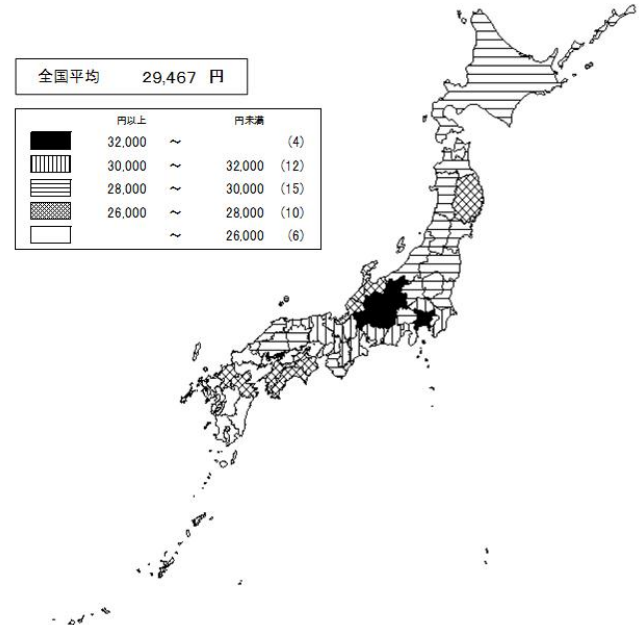 全国平均 29,467 円
円以上 円未満
32,000 ～ (4)
30,000 ～ 32,000 (12)
28,000 ～ 30,000 (15)
26,000 ～ 28,000 (10)
～ 26,000 (6)